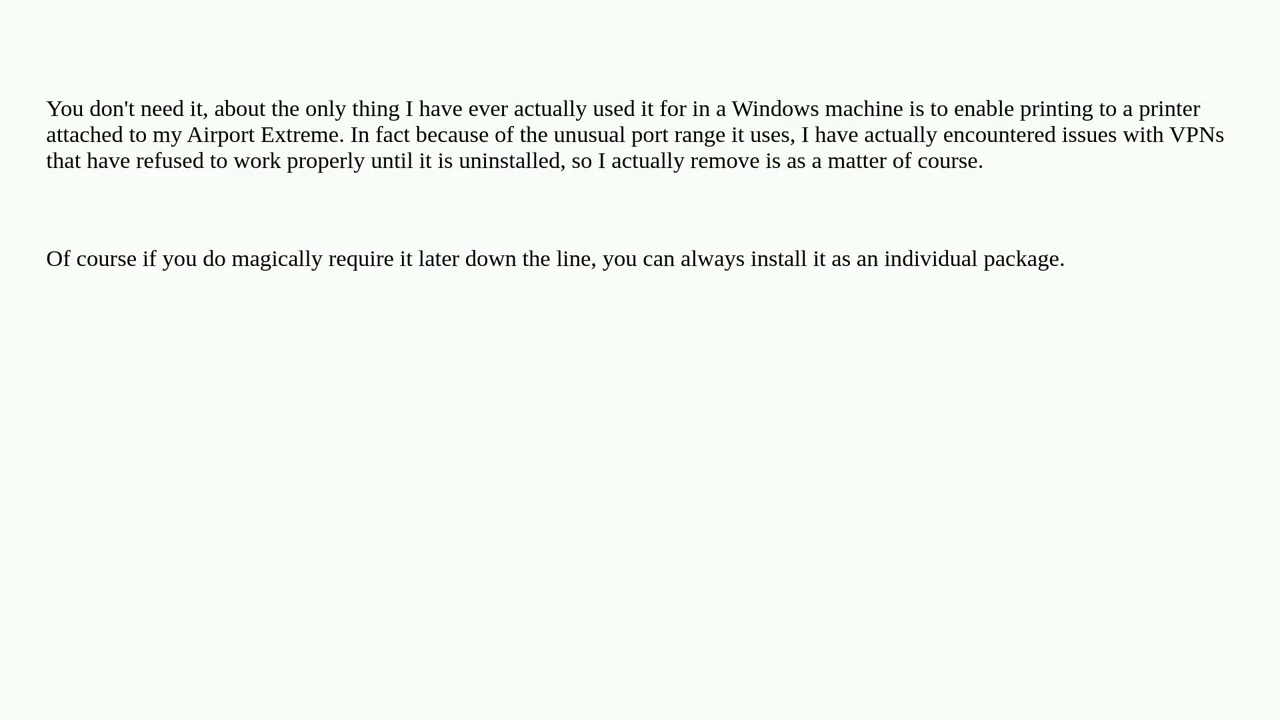 You don't need it, about the only thing I have ever actually used it for in a Windows machine is to enable printing to a printer
attached to my Airport Extreme. In fact because of the unusual port range it uses, I have actually encountered issues with VPNs
that have refused to work properly until it is uninstalled, so I actually remove is as a matter of course.
Of course if you do magically require it later down the line, you can always install it as an individual package.